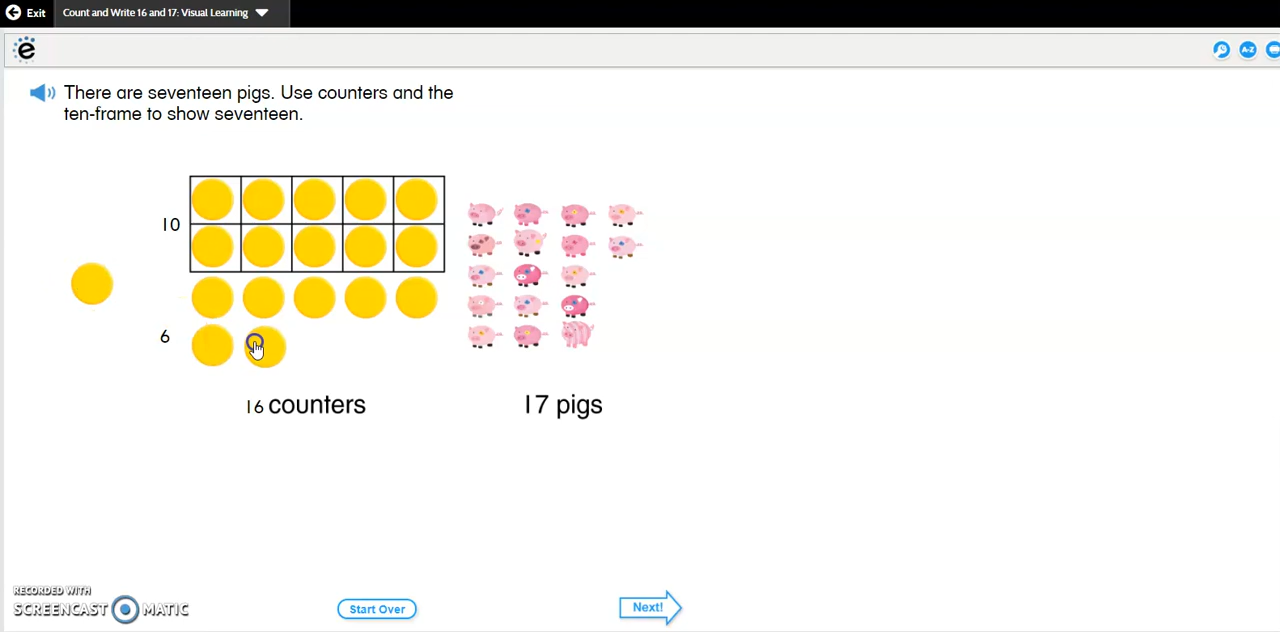 Exit
Count and Write 16 and 17: Visual Learning
e
A-Z
There are seventeen pigs. Use counters and the
ten-frame to show seventeen.
10
6
16 counters
17 pigs
RECORDED WITH
SCREENCAST MATIC
Start Over
Next!